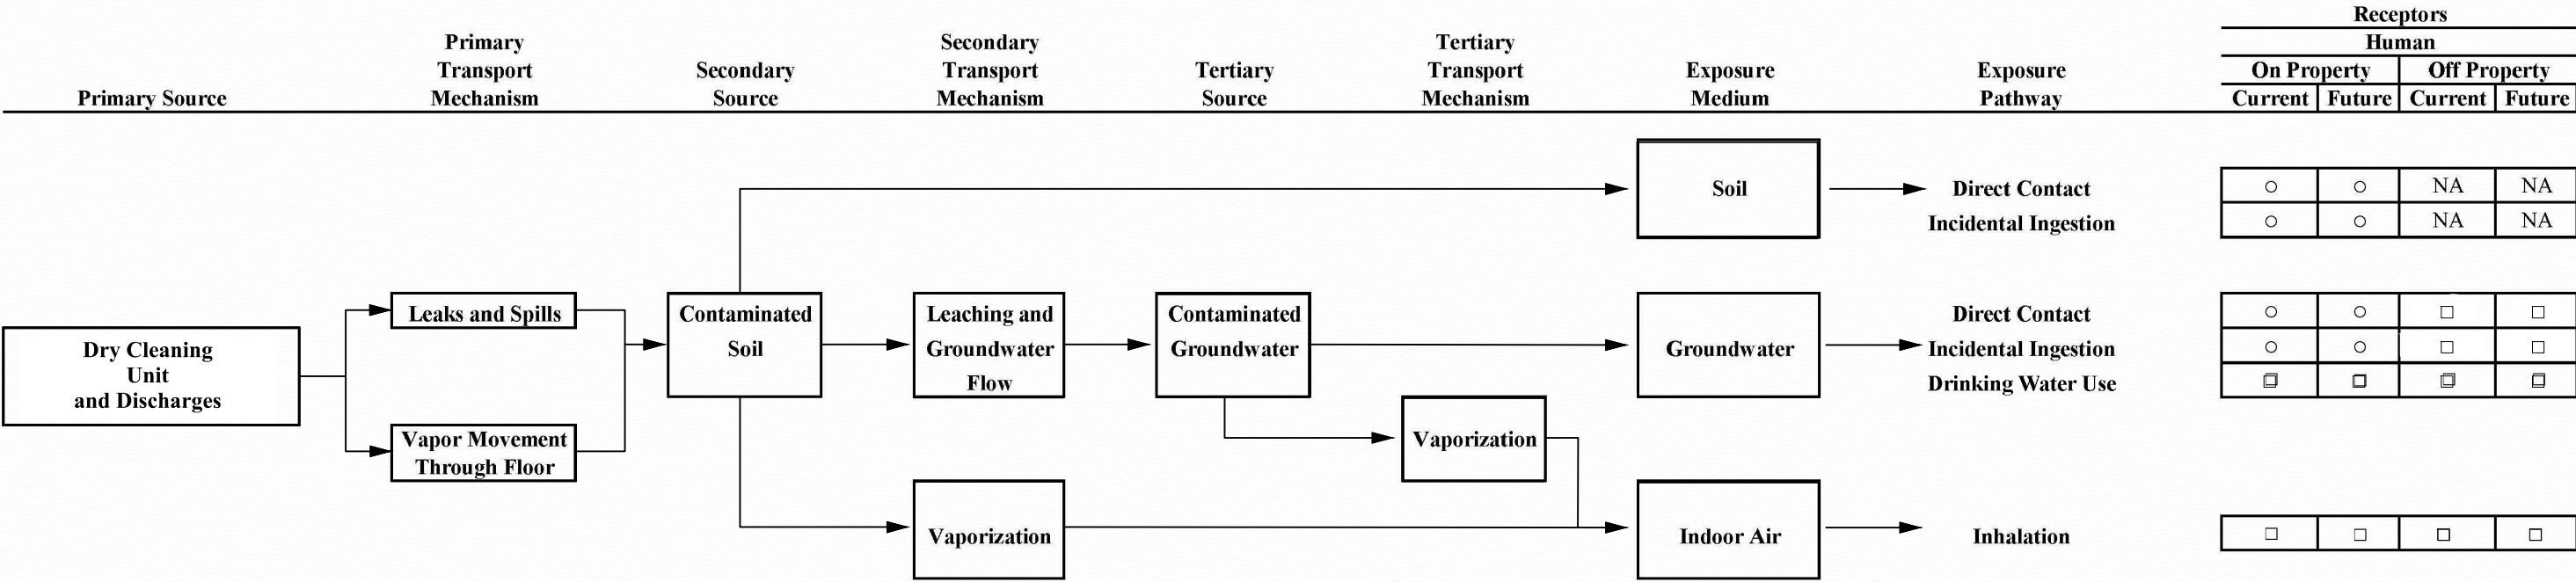 Receptors
Human
On Property
Off Property
Current
Future
Current
Future
Primary Source
Primary
Transport
Mechanism
Secondary
Source
Secondary
Transport
Mechanism
Tertiary
Source
Tertiary
Transport
Mechanism
Exposure
Medium
Exposure
Pathway
Soil
Direct Contact
Incidental Ingestion
○ ○ NA NA
○ ○ NA NA
Dry Cleaning
Unit
and Discharges
Leaks and Spills
Vapor Movement
Through Floor
Contaminated
Soil
Leaching and
Groundwater
Flow
Contaminated
Groundwater
Groundwater
Direct Contact
Incidental Ingestion
Drinking Water Use
○ ○ □ □
○ ○ □ □
❏ ❏ ❏ ❏
Vaporization
Vaporization
Indoor Air
Inhalation
□ □ □ □